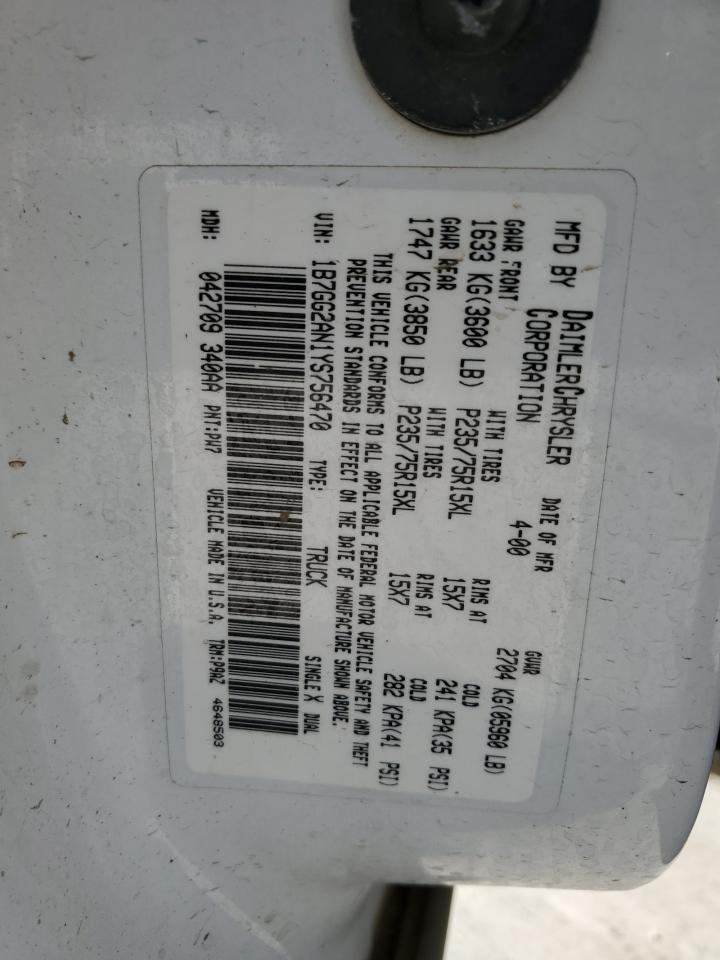 MFD BY DAIMLERCHRYSLER CORPORATION DATE OF MFR 4-00 GVWR 2704 KG(05960 LB)
GAWR FRONT WITH TIRES RIMS AT COLD
1633 KG(3600 LB) P235/75R15XL 15X7 241 KPA(35 PSI)
GAWR REAR WITH TIRES RIMS AT COLD
1747 KG(3850 LB) P235/75R15XL 15X7 282 KPA(41 PSI)
THIS VEHICLE CONFORMS TO ALL APPLICABLE FEDERAL MOTOR VEHICLE SAFETY AND THEFT
PREVENTION STANDARDS IN EFFECT ON THE DATE OF MANUFACTURE SHOWN ABOVE.
VIN: 1B7GG2AN1YS756470 TYPE: TRUCK SINGLE X DUAL
MDH: 042709 340AA PNT:PW7 VEHICLE MADE IN U.S.A. TRM:P9AZ 4648503